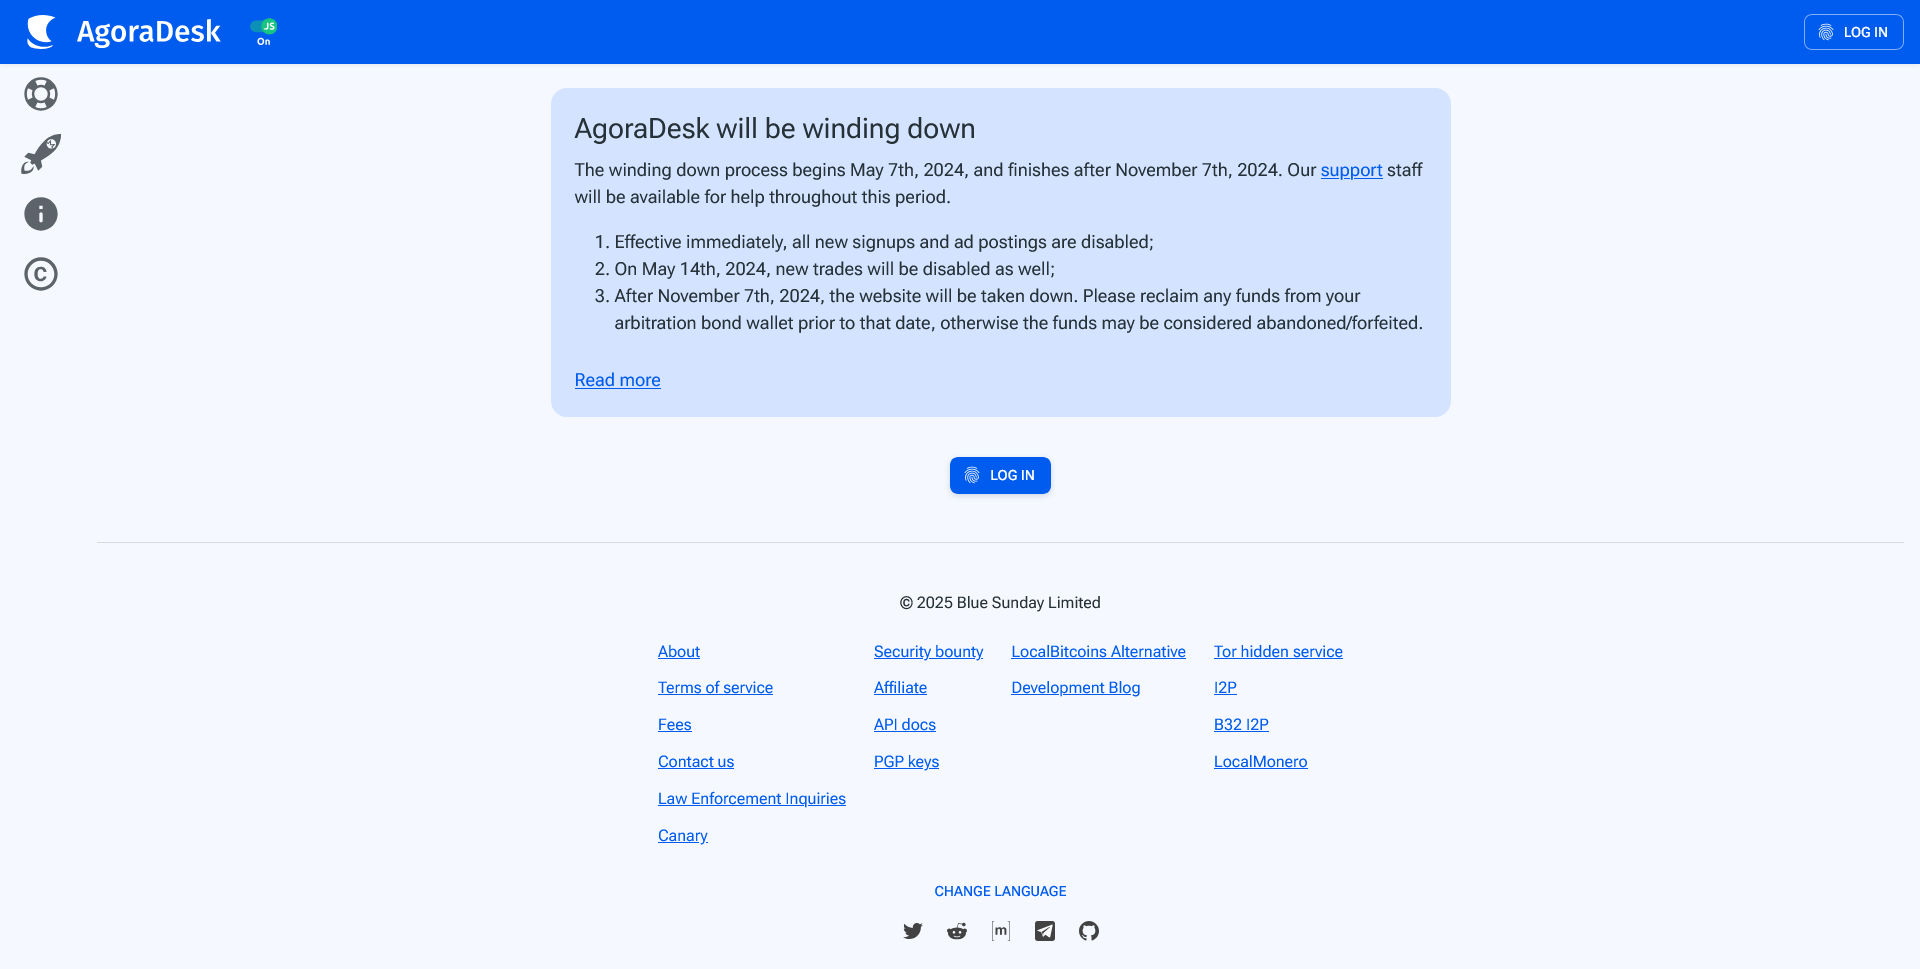 AgoraDesk
JS
On
LOG IN
AgoraDesk will be winding down
The winding down process begins May 7th, 2024, and finishes after November 7th, 2024. Our support staff
will be available for help throughout this period.
1. Effective immediately, all new signups and ad postings are disabled;
2. On May 14th, 2024, new trades will be disabled as well;
3. After November 7th, 2024, the website will be taken down. Please reclaim any funds from your
arbitration bond wallet prior to that date, otherwise the funds may be considered abandoned/forfeited.
Read more
LOG IN
© 2025 Blue Sunday Limited
About
Terms of service
Fees
Contact us
Law Enforcement Inquiries
Canary
Security bounty
Affiliate
API docs
PGP keys
LocalBitcoins Alternative
Development Blog
Tor hidden service
I2P
B32 I2P
LocalMonero
CHANGE LANGUAGE
[m]